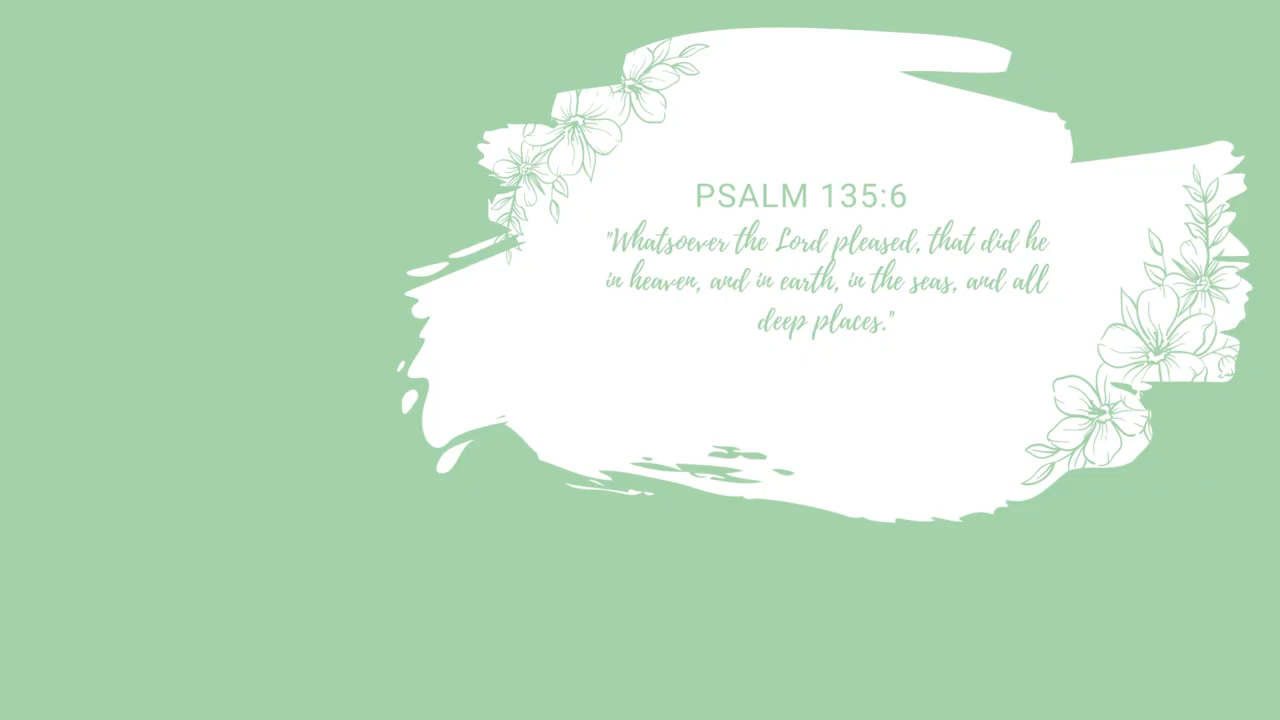 PSALM 135:6
"Whatsoever the Lord pleased, that did he
in heaven, and in earth, in the seas, and all
deep places."